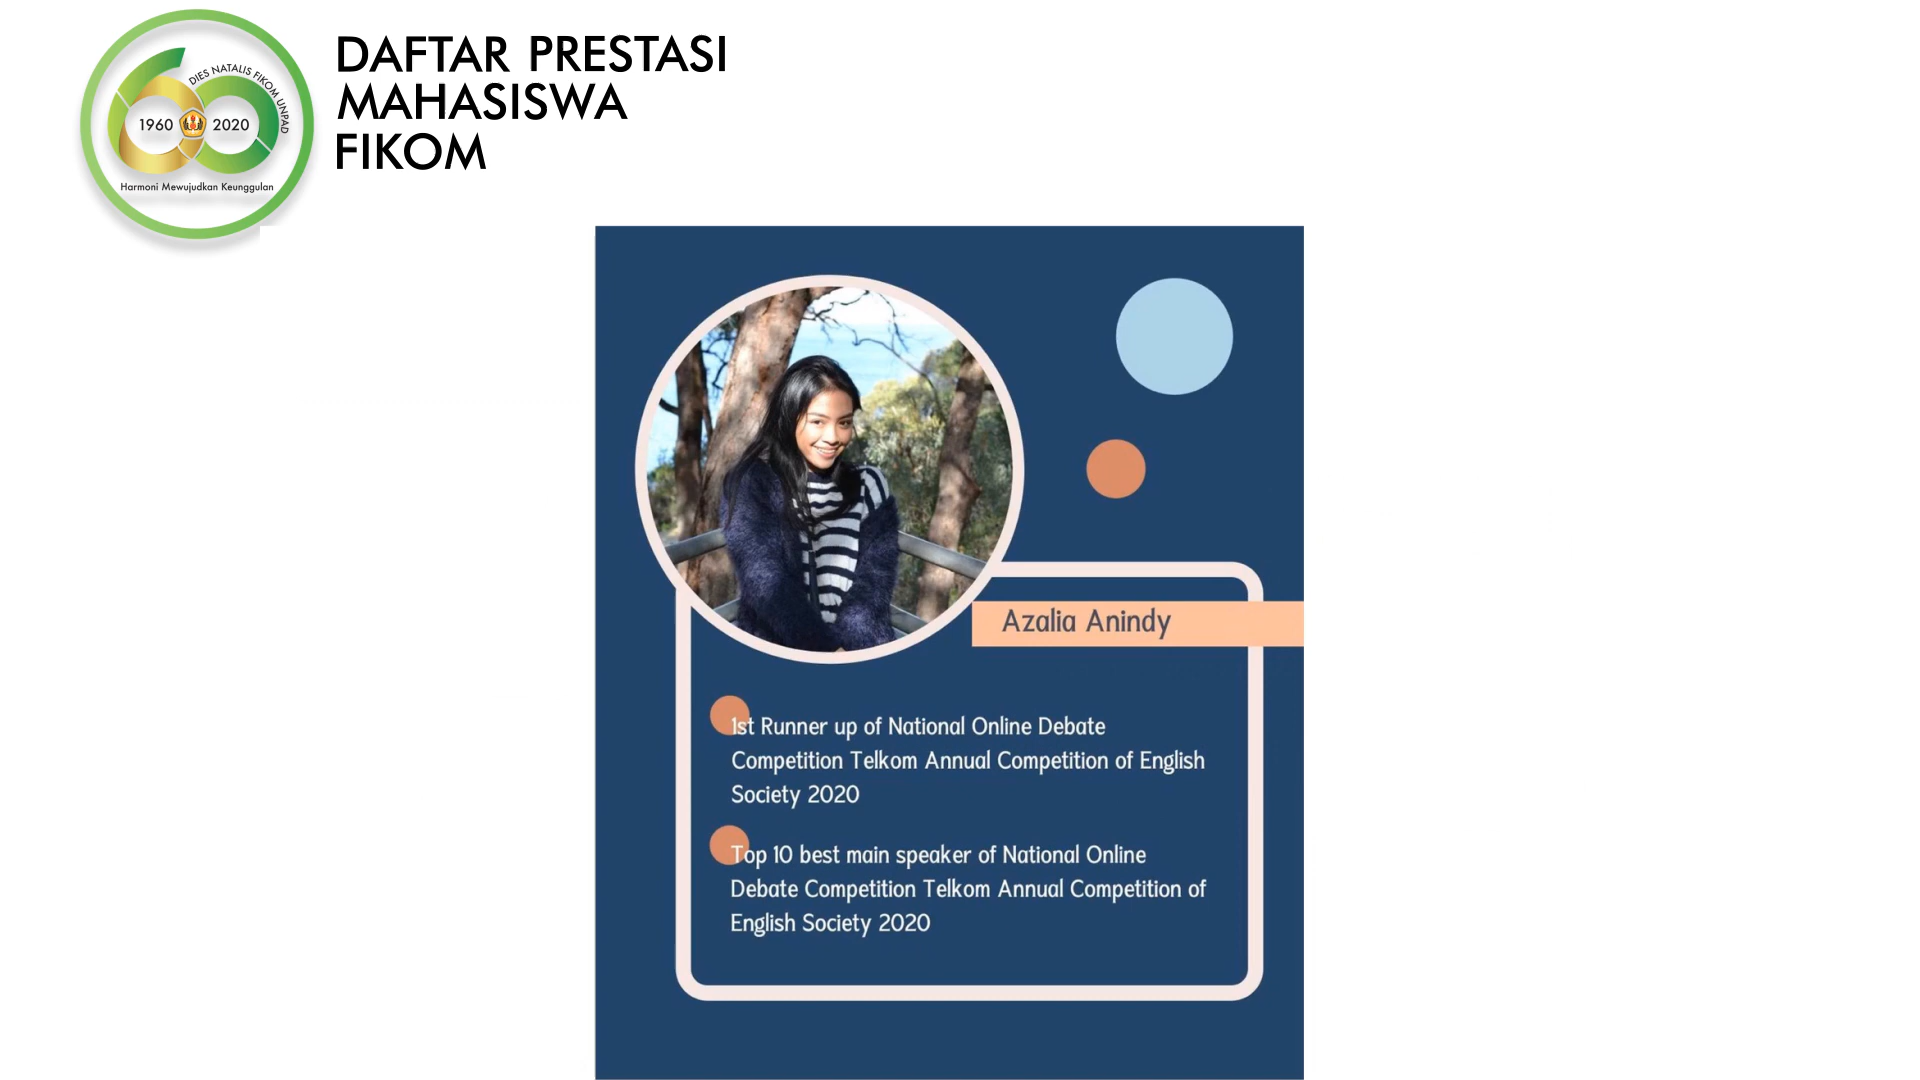 DIES NATALIS FIKOM UNPAD
1960 2020
Harmoni Mewujudkan Keunggulan
DAFTAR PRESTASI
MAHASISWA
FIKOM
Azalia Anindy
1st Runner up of National Online Debate
Competition Telkom Annual Competition of English
Society 2020
Top 10 best main speaker of National Online
Debate Competition Telkom Annual Competition of
English Society 2020